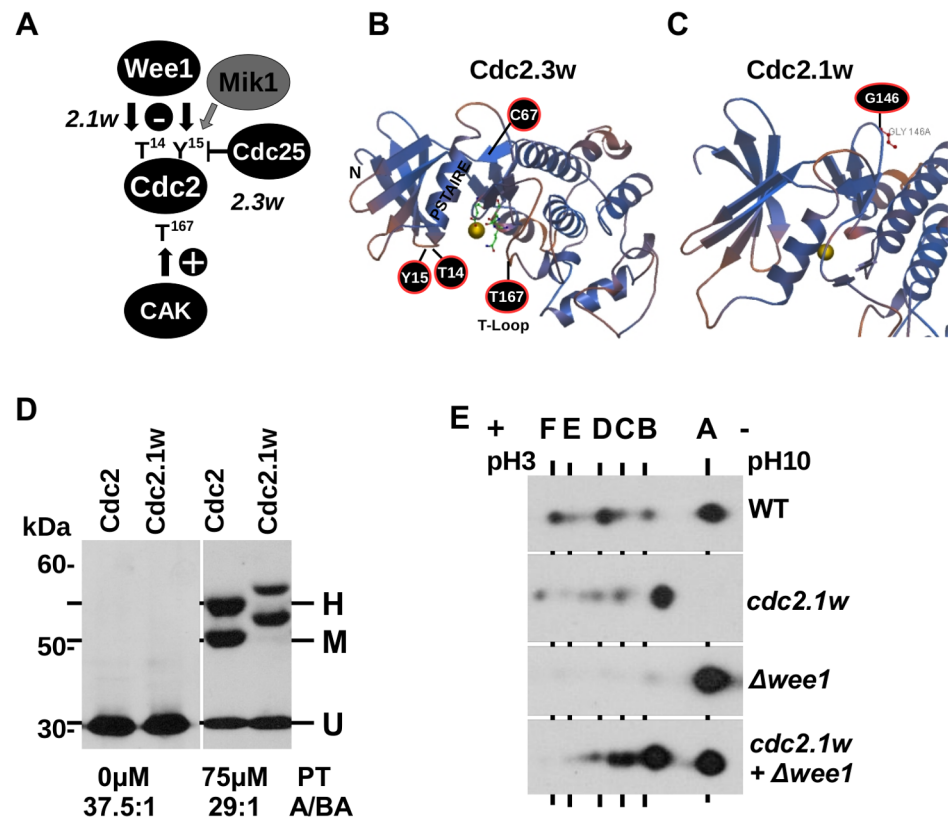 A
Wee1
Mik1
2.1w
-
T14 Y15
Cdc25
Cdc2
2.3w
T167
+
CAK
B
Cdc2.3w
C67
N
PSTAIRE
Y15
T14
T167
T-Loop
C
Cdc2.1w
G146
GLY 146A
D
Cdc2
Cdc2.1w
Cdc2
Cdc2.1w
kDa
60-
H
50-
M
30-
U
0µM 75µM PT
37.5:1 29:1 A/BA
E + F E D C B A -
pH3 pH10
WT
cdc2.1w
Δwee1
cdc2.1w
+ Δwee1